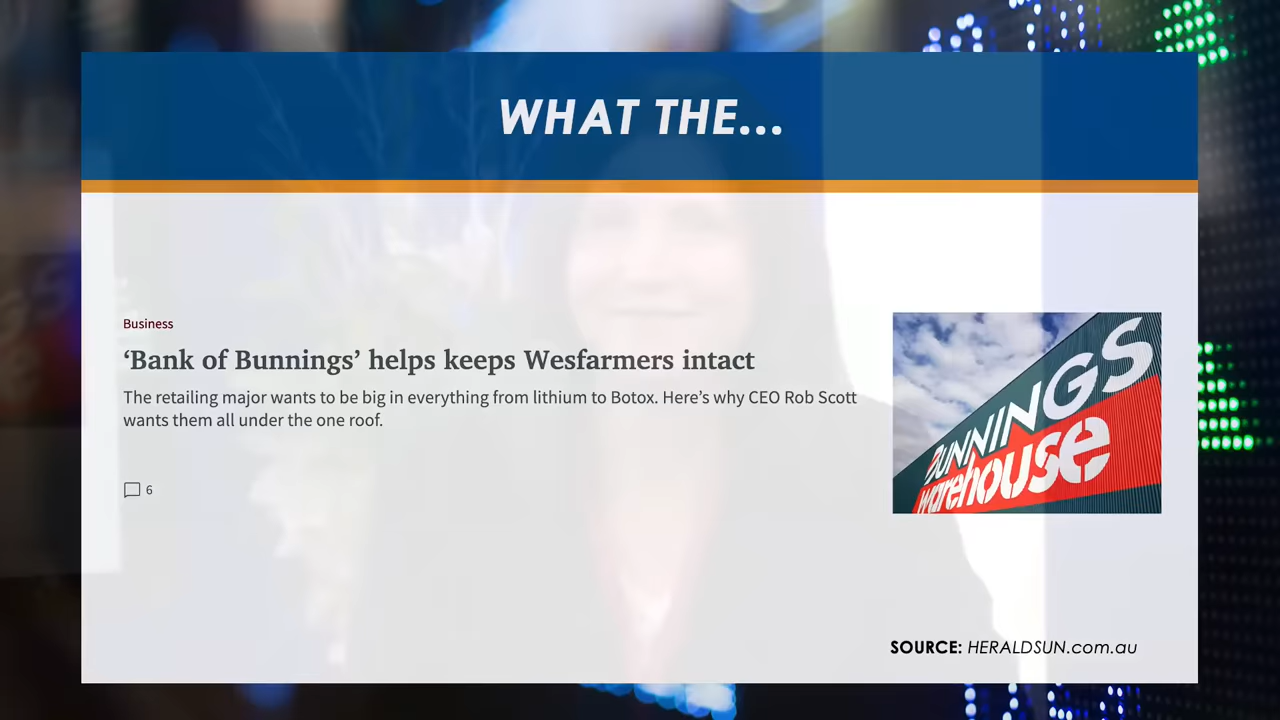 WHAT THE...
Business
‘Bank of Bunnings’ helps keeps Wesfarmers intact
The retailing major wants to be big in everything from lithium to Botox. Here’s why CEO Rob Scott
wants them all under the one roof.
6
BUNNINGS
warehouse
SOURCE: HERALDSUN.com.au